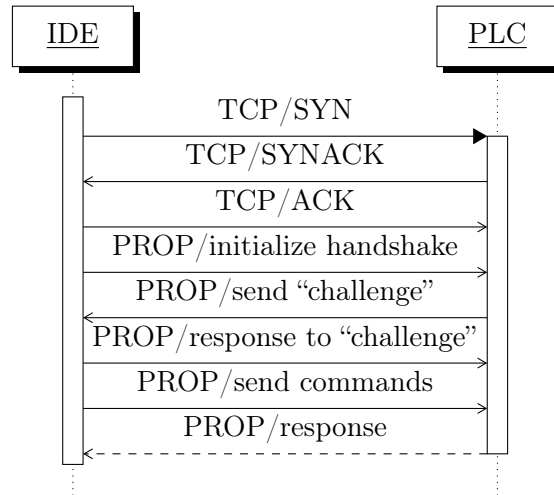 IDE
PLC
TCP/SYN
TCP/SYNACK
TCP/ACK
PROP/initialize handshake
PROP/send “challenge”
PROP/response to “challenge”
PROP/send commands
PROP/response